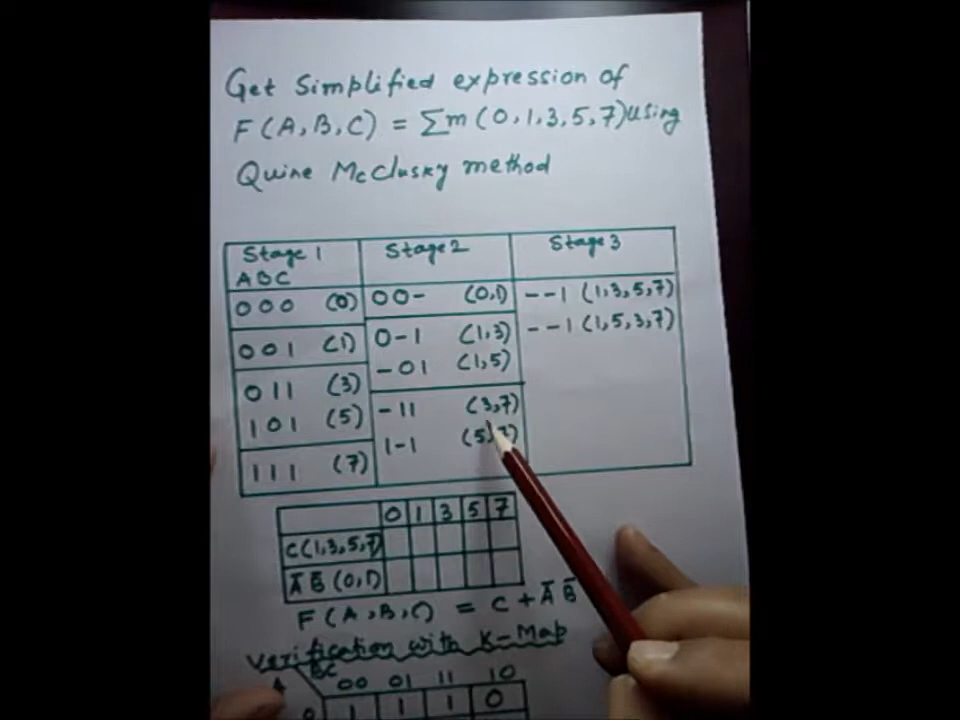 Get Simplified expression of
F(A,B,C) = Σm(0,1,3,5,7)using
Quine McClusky method
Stage 1 Stage 2 Stage 3
ABC
000 (0) 00- (0,1) --1 (1,3,5,7)
001 (1) 0-1 (1,3) --1 (1,5,3,7)
-01 (1,5)
011 (3) -11 (3,7)
101 (5) 1-1 (5,7)
111 (7)
0 1 3 5 7
C(1,3,5,7)
A̅ B̅ (0,1)
F(A,B,C) = C + A̅ B̅
Verification with K-Map
A BC
00 01 11 10
0 1 1 1 0